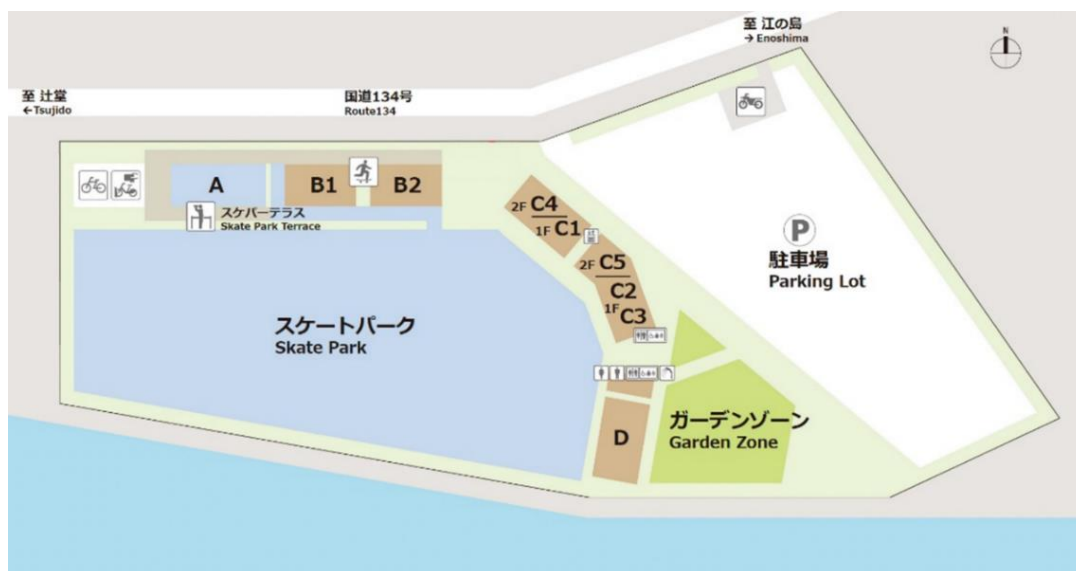 至 江の島
→ Enoshima
N
至 辻堂
←Tsujido
国道134号
Route134
A
B1
B2
スケパーテラス
Skate Park Terrace
2F C4
1F C1
2F C5
C2
1F C3
P
駐車場
Parking Lot
スケートパーク
Skate Park
ガーデンゾーン
Garden Zone
D